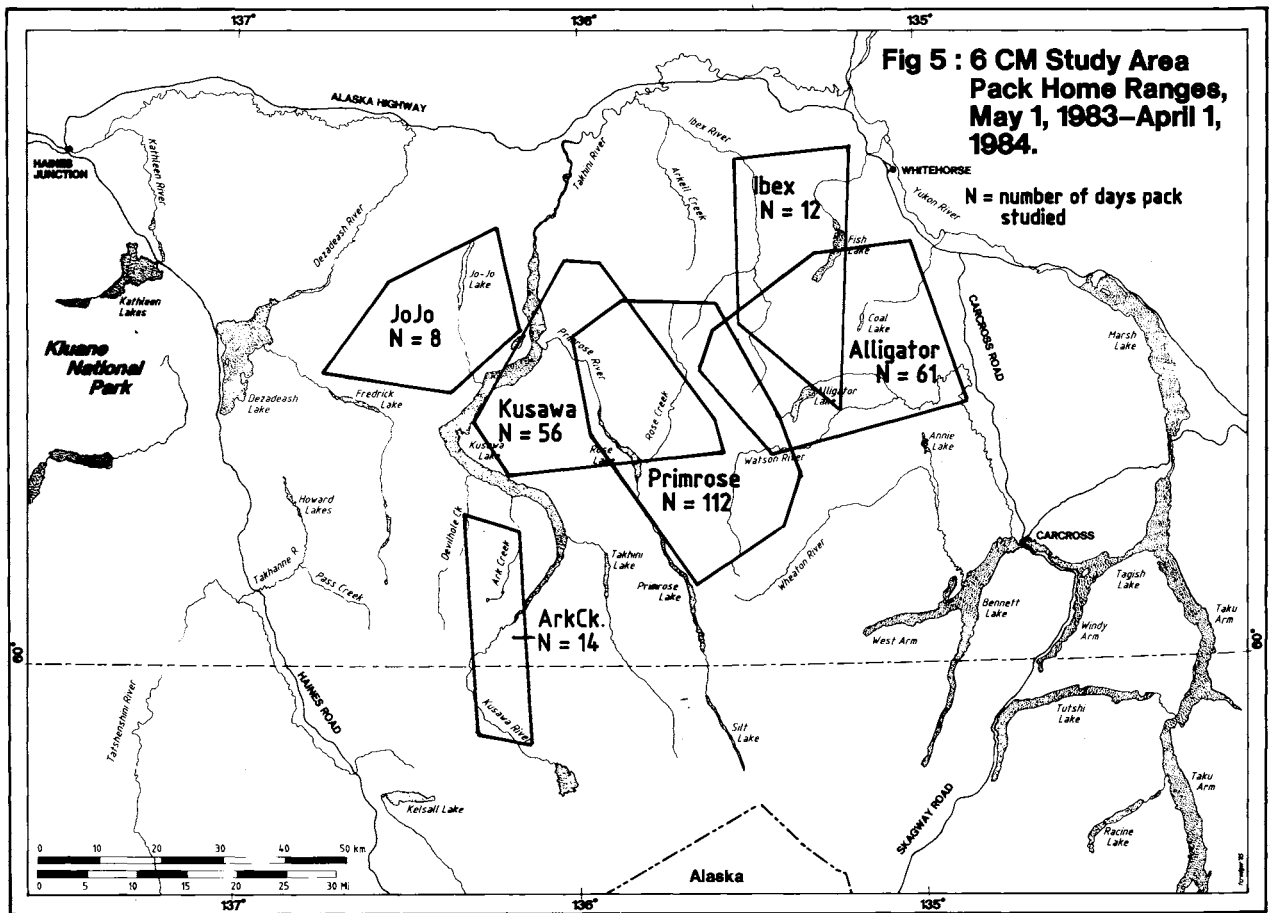 137°
136°
135°
Fig 5 : 6 CM Study Area
Pack Home Ranges,
May 1, 1983–April 1,
1984.
N = number of days pack
studied
ALASKA HIGHWAY
HAINES
JUNCTION
Kathleen River
Takhini River
Ibex River
Arkell Creek
WHITEHORSE
Yukon River
Ibex
N = 12
Dezadeash River
Fish
Lake
Jo-Jo
Lake
Kathleen
Lakes
JoJo
N = 8
Coal
Lake
CARCROSS ROAD
Marsh
Lake
Kluane
National
Park
Primrose River
Alligator
N = 61
Dezadeash
Lake
Fredrick
Lake
Rose Creek
Alligator
Lake
Kusawa
N = 56
Kusawa
Lake
Rose
Lake
Annie
Lake
Watson River
Primrose
N = 112
Howard
Lakes
Devilhole Ck
CARCROSS
Takhanne R.
Pass Creek
Ark Creek
Takhini
Lake
Primrose
Lake
Wheaton River
Tagish
Lake
Bennett
Lake
Windy
Arm
Taku
Arm
West Arm
ArkCk.
N = 14
60°
60°
HAINES ROAD
Tatshenshini River
Kusawa River
Silt
Lake
Tutshi
Lake
Kelsall Lake
Taku
Arm
SKAGWAY ROAD
Racine
Lake
0 10 20 30 40 50 km
0 5 10 15 20 25 30 Mi
Alaska
137°
136°
135°